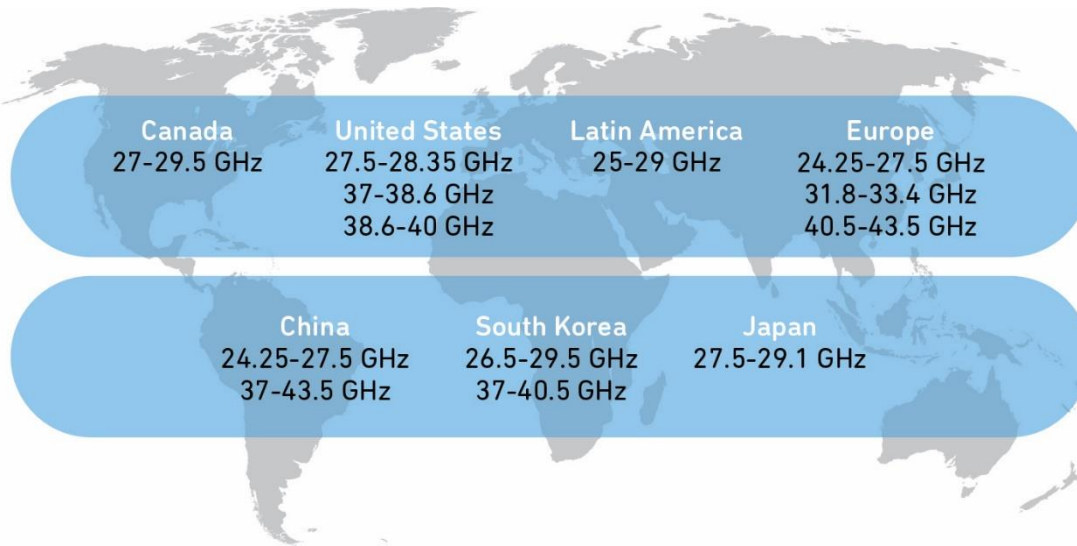 Canada
27-29.5 GHz
United States
27.5-28.35 GHz
37-38.6 GHz
38.6-40 GHz
Latin America
25-29 GHz
Europe
24.25-27.5 GHz
31.8-33.4 GHz
40.5-43.5 GHz
China
24.25-27.5 GHz
37-43.5 GHz
South Korea
26.5-29.5 GHz
37-40.5 GHz
Japan
27.5-29.1 GHz